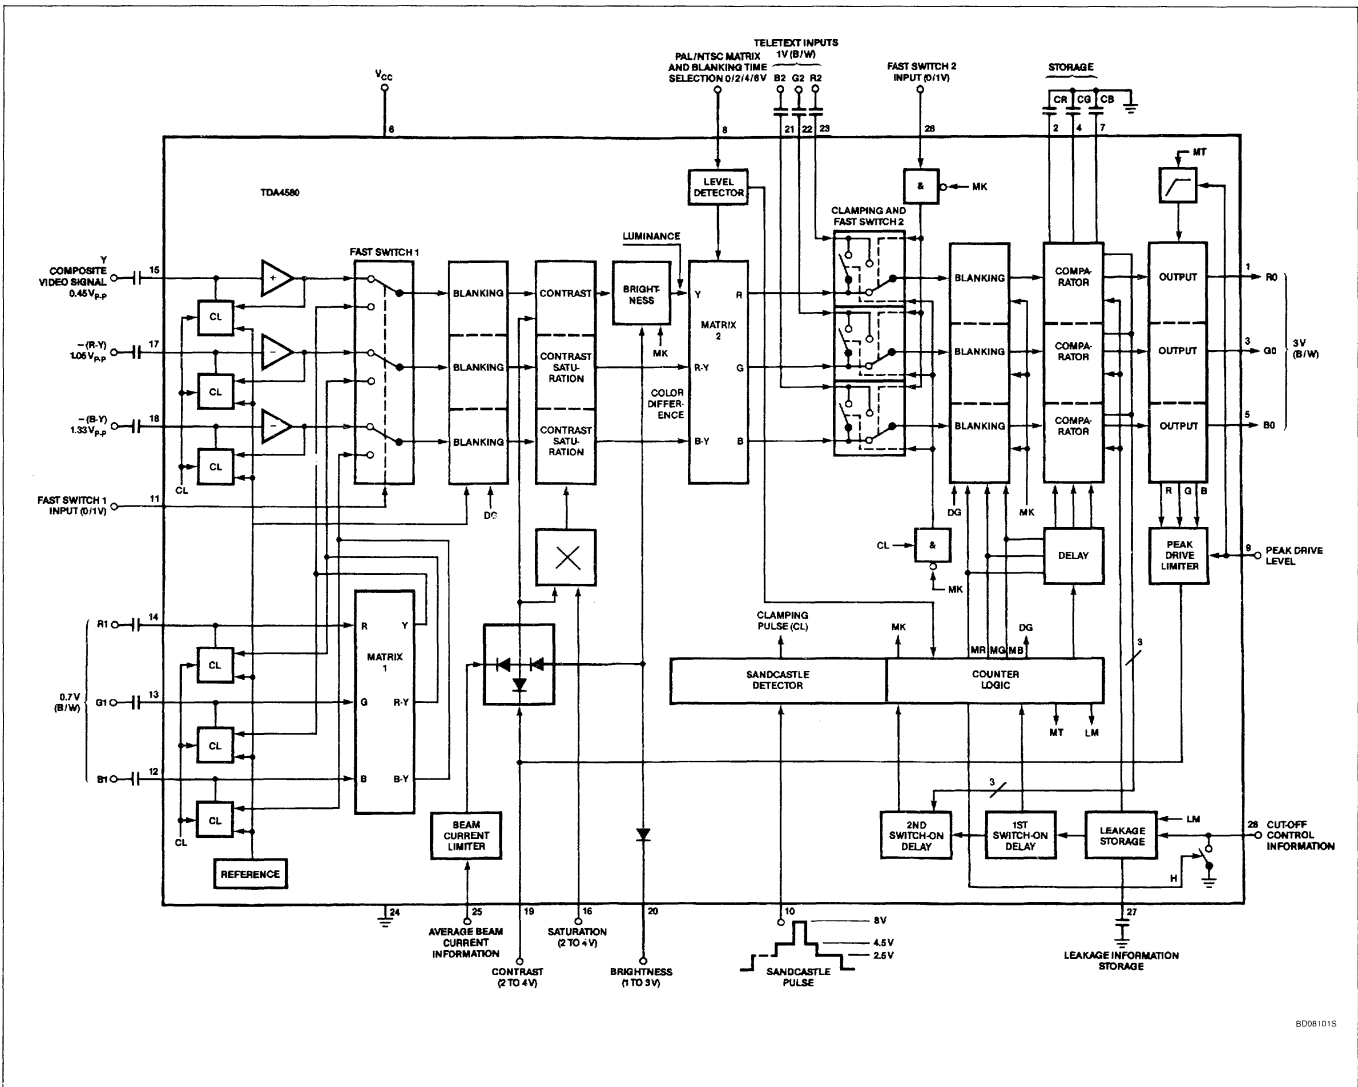 VCC
PAL/NTSC MATRIX
AND BLANKING TIME
SELECTION 0/2/4/6V
TELETEXT INPUTS
1V (B/W)
B2 G2 R2
FAST SWITCH 2
INPUT (0/1V)
STORAGE
CR CG CB
6
8
21 22 23
28
2 4 7
TDA4580
LEVEL
DETECTOR
&
MK
MT
CLAMPING AND
FAST SWITCH 2
LUMINANCE
FAST SWITCH 1
Y
COMPOSITE
VIDEO SIGNAL
0.45VP-P
15
+
CL
BLANKING
CONTRAST
BRIGHT-
NESS
MK
Y
R
MATRIX
2
BLANKING
COMPA-
RATOR
OUTPUT
1
R0
−(R-Y)
1.05VP-P
17
−
CL
BLANKING
CONTRAST
SATU-
RATION
R-Y
G
COLOR
DIFFER-
ENCE
BLANKING
COMPA-
RATOR
OUTPUT
3
G0
3V
(B/W)
−(B-Y)
1.33VP-P
18
−
CL
CL
BLANKING
CONTRAST
SATU-
RATION
B-Y
B
BLANKING
COMPA-
RATOR
OUTPUT
5
B0
FAST SWITCH 1
INPUT (0/1V)
11
DG
DG
MK
R G B
CL
&
MK
DELAY
PEAK
DRIVE
LIMITER
9
PEAK DRIVE
LEVEL
R1
14
CL
R
Y
MATRIX
1
CLAMPING
PULSE (CL)
MK
MR MG MB
DG
3
SANDCASTLE
DETECTOR
COUNTER
LOGIC
0.7V
(B/W)
G1
13
CL
G
R-Y
MT
LM
B1
12
CL
CL
B
B-Y
3
BEAM
CURRENT
LIMITER
2ND
SWITCH-ON
DELAY
1ST
SWITCH-ON
DELAY
LEAKAGE
STORAGE
LM
26
CUT-OFF
CONTROL
INFORMATION
H
REFERENCE
24
25
19
16
20
10
27
AVERAGE BEAM
CURRENT
INFORMATION
SATURATION
(2 TO 4V)
CONTRAST
(2 TO 4V)
BRIGHTNESS
(1 TO 3V)
8V
4.5V
2.5V
SANDCASTLE
PULSE
LEAKAGE INFORMATION
STORAGE
BD08101S